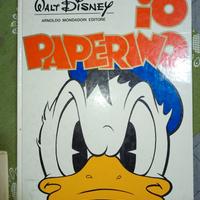 WALT DISNEY
ARNOLDO MONDADORI EDITORE
io
PAPERINO